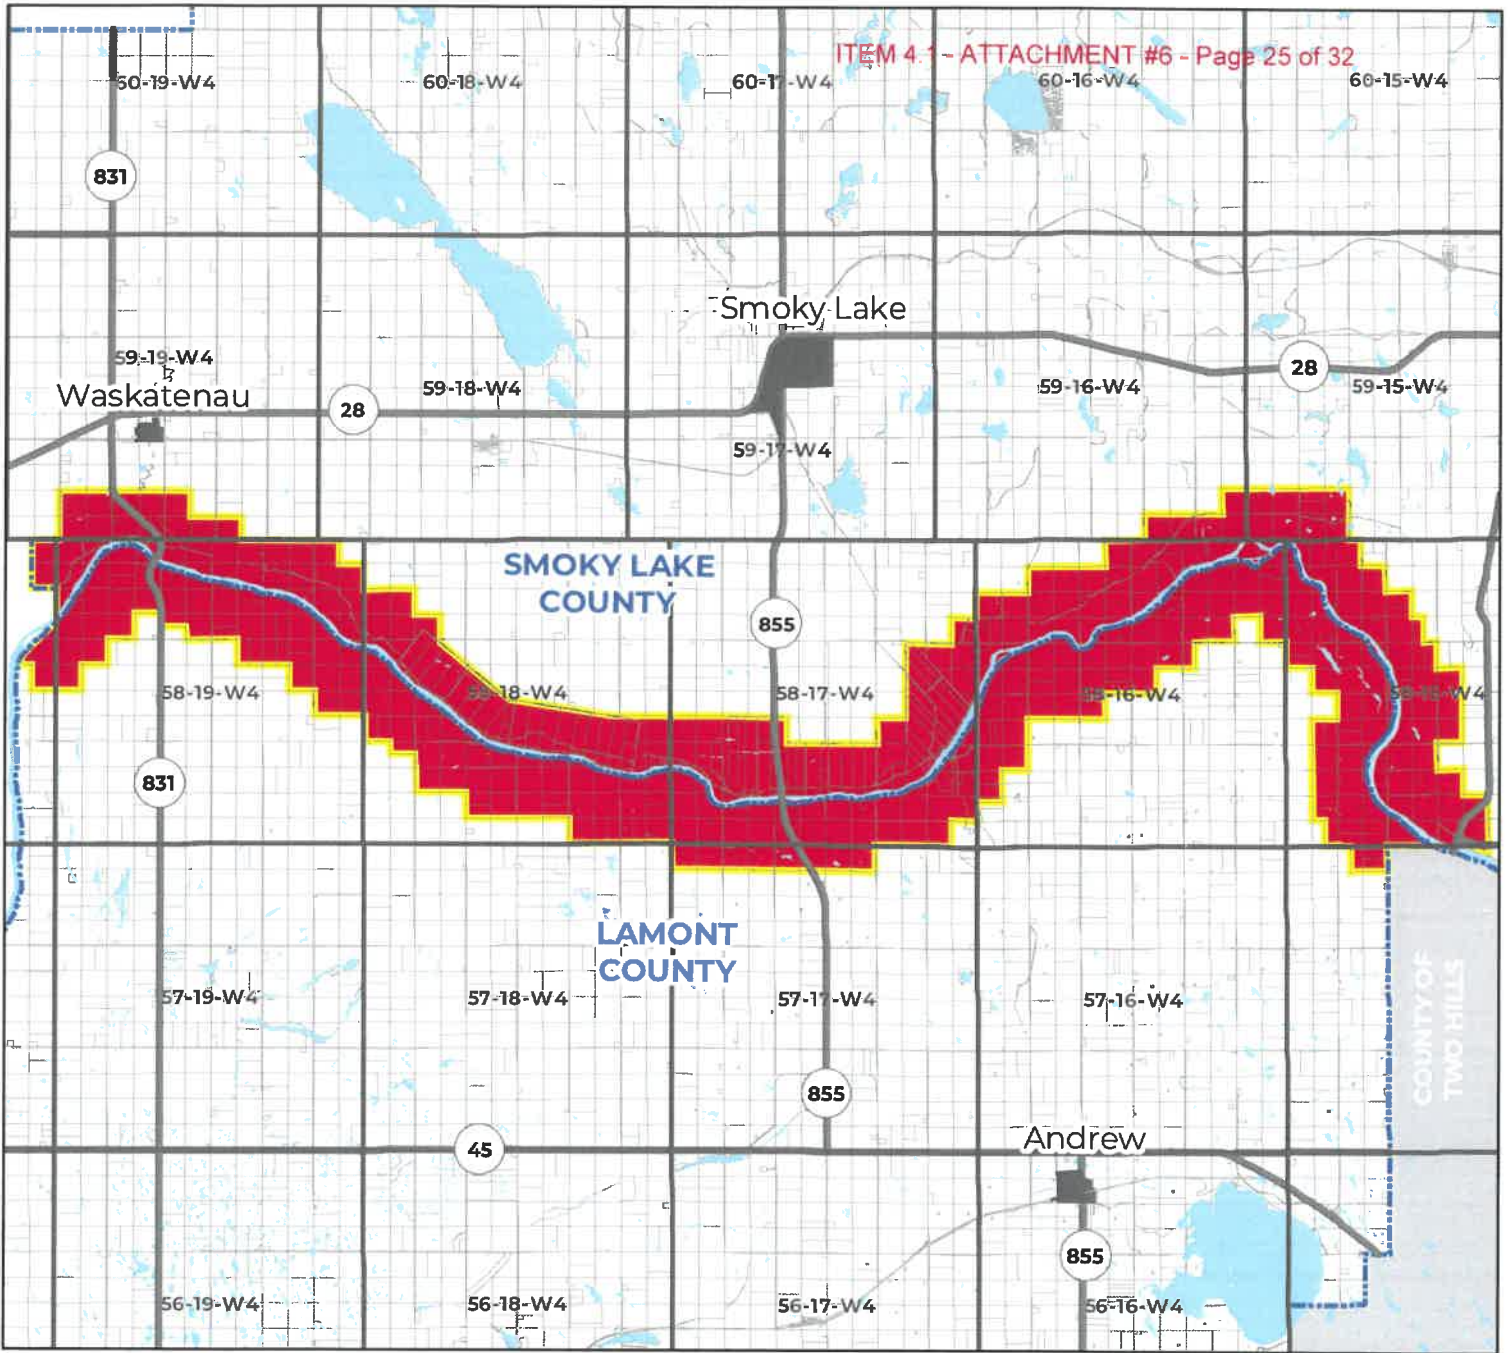 ITEM 4.1 - ATTACHMENT #6 - Page 25 of 32
60-19-W4
60-18-W4
60-17-W4
60-16-W4
60-15-W4
831
Smoky Lake
59-19-W4
Waskatenau
28
59-18-W4
59-17-W4
59-16-W4
28
59-15-W4
SMOKY LAKE
COUNTY
855
58-19-W4
58-18-W4
58-17-W4
58-16-W4
58-15-W4
831
LAMONT
COUNTY
57-19-W4
57-18-W4
57-17-W4
57-16-W4
COUNTY OF
TWO HILLS
855
45
Andrew
855
56-19-W4
56-18-W4
56-17-W4
56-16-W4